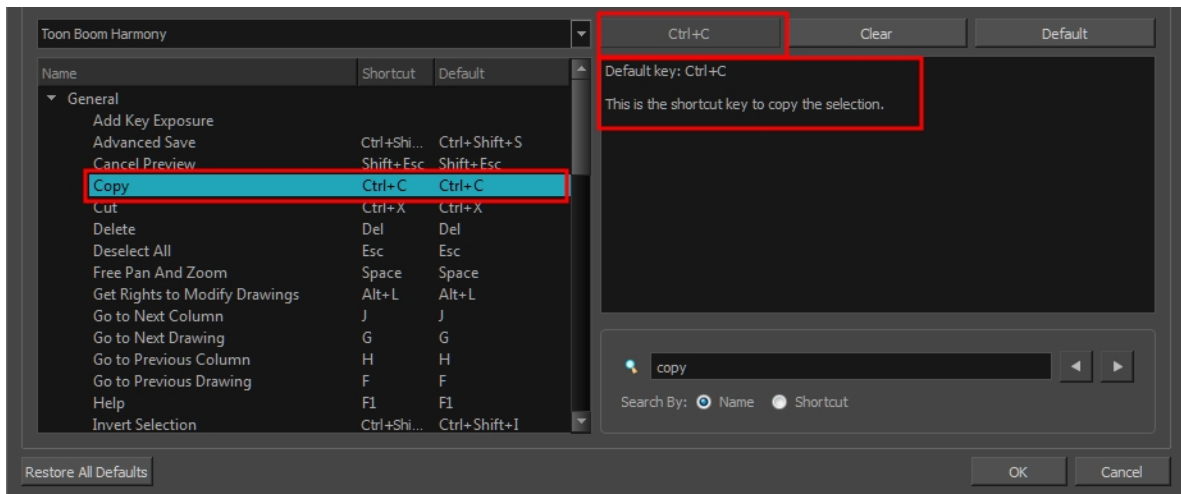 Toon Boom Harmony
Ctrl+C Clear Default
Name Shortcut Default
General
Add Key Exposure
Advanced Save Ctrl+Shi... Ctrl+Shift+S
Cancel Preview Shift+Esc Shift+Esc
Copy Ctrl+C Ctrl+C
Cut Ctrl+X Ctrl+X
Delete Del Del
Deselect All Esc Esc
Free Pan And Zoom Space Space
Get Rights to Modify Drawings Alt+L Alt+L
Go to Next Column J J
Go to Next Drawing G G
Go to Previous Column H H
Go to Previous Drawing F F
Help F1 F1
Invert Selection Ctrl+Shi... Ctrl+Shift+I
Default key: Ctrl+C
This is the shortcut key to copy the selection.
copy
Search By: Name Shortcut
Restore All Defaults
OK Cancel